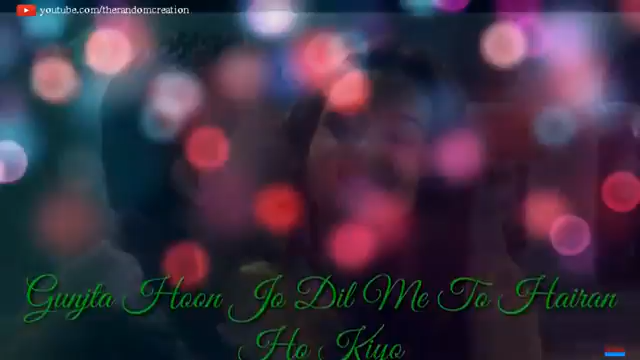 youtube.com/therandomcreation
Gunjta Hoon Jo Dil Me To Hairan
Ho Kiyo